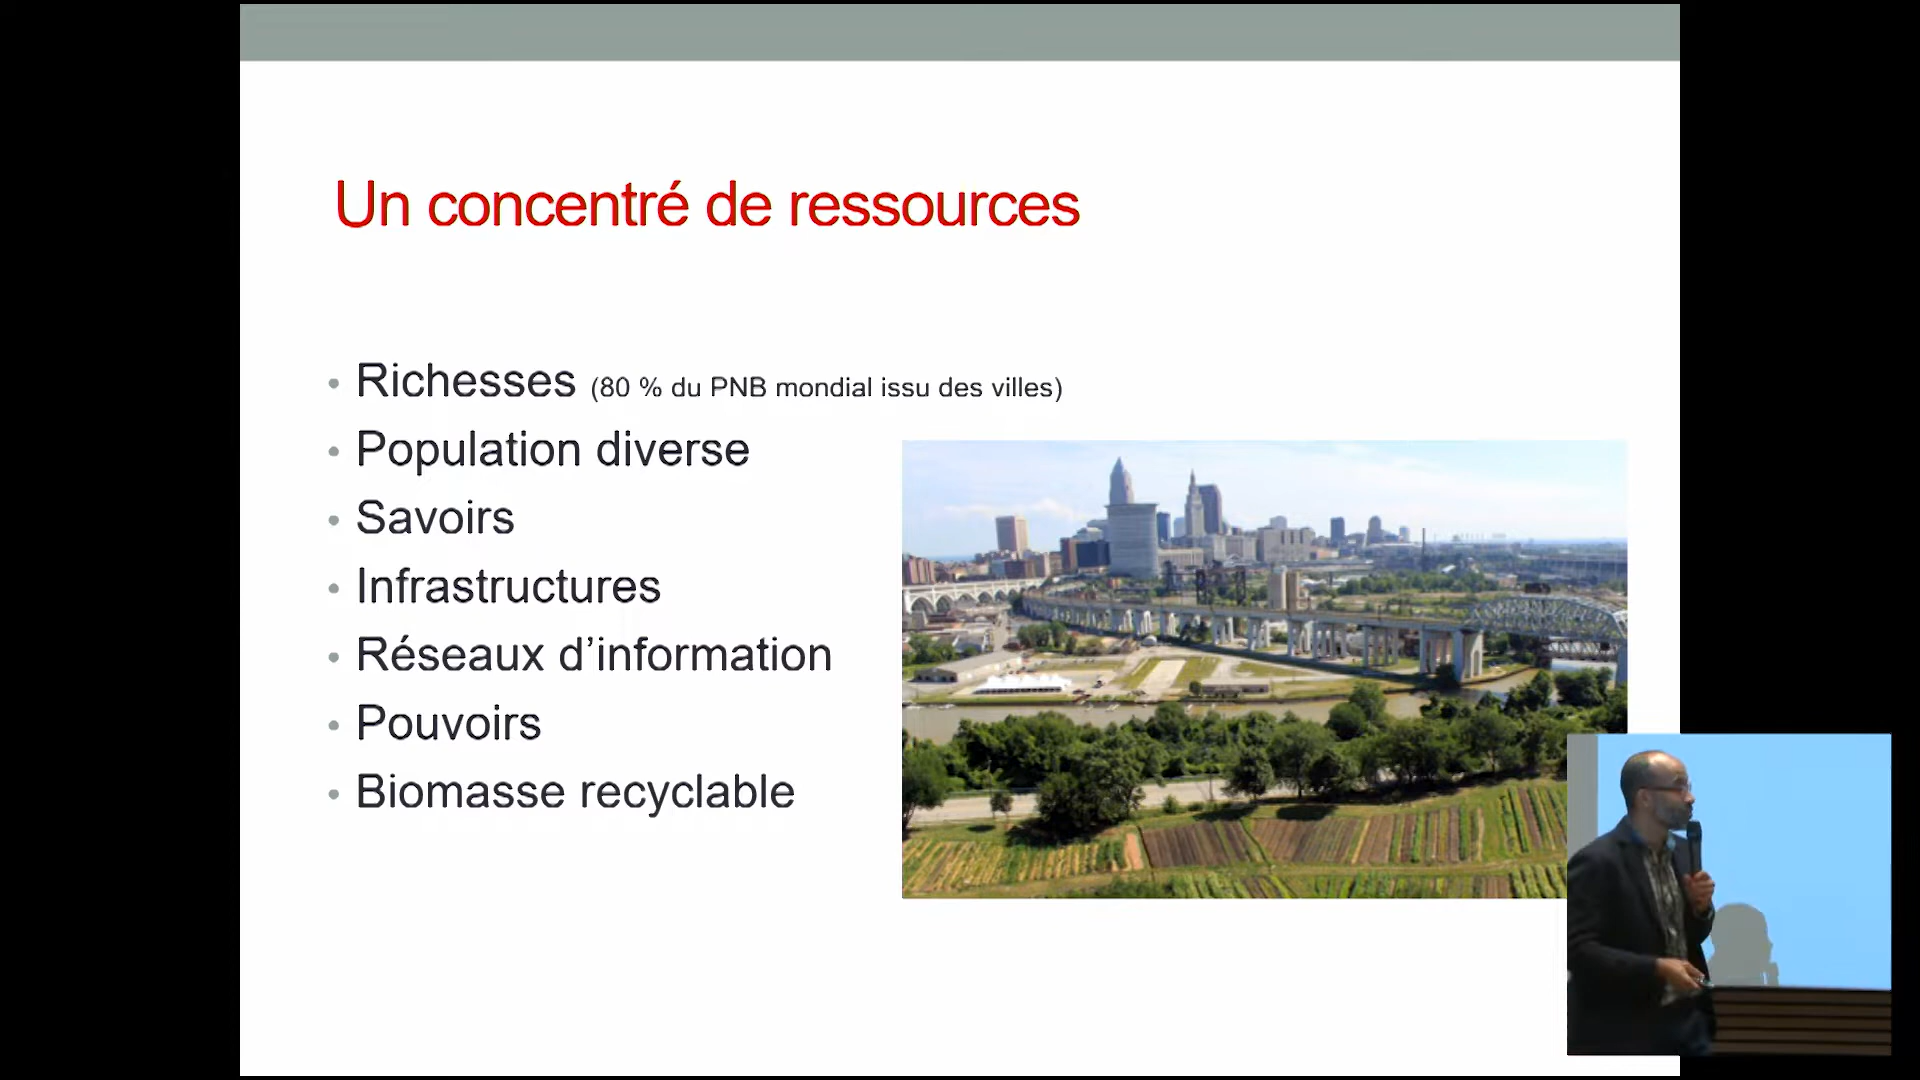 Un concentré de ressources
• Richesses (80 % du PNB mondial issu des villes)
• Population diverse
• Savoirs
• Infrastructures
• Réseaux d’information
• Pouvoirs
• Biomasse recyclable